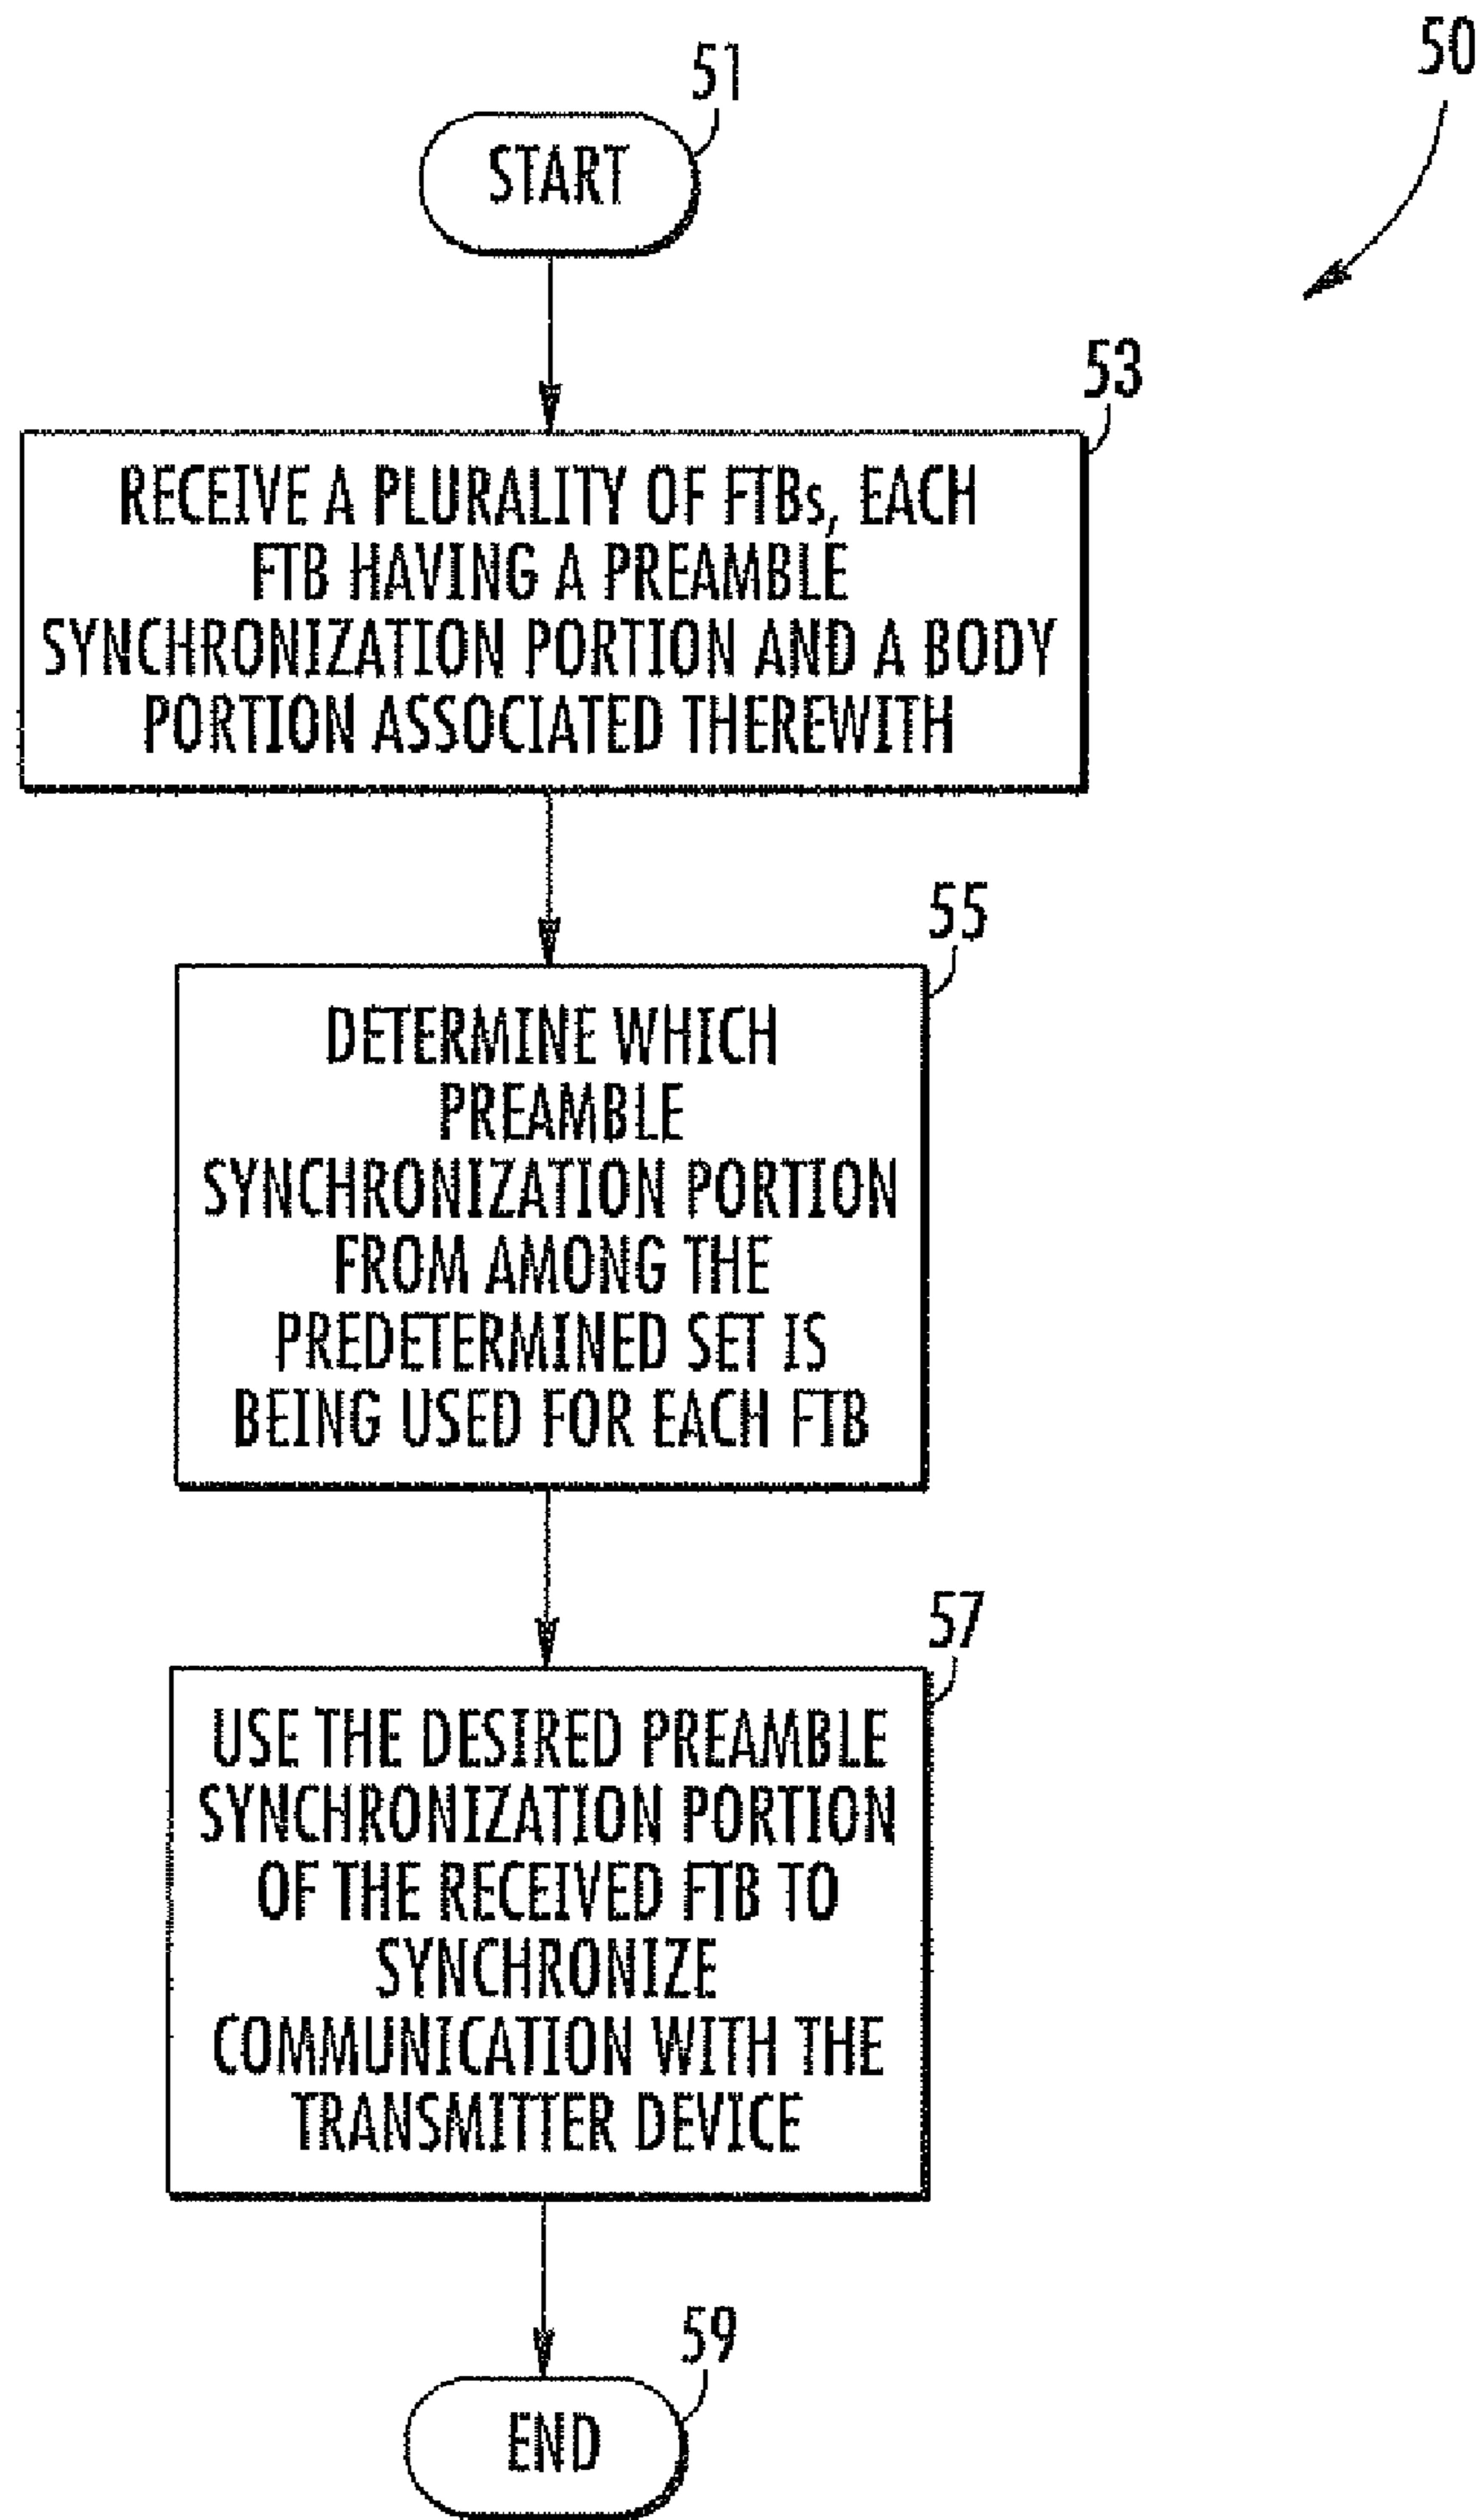 50
51
START
53
RECEIVE A PLURALITY OF FTBs, EACH
FTB HAVING A PREAMBLE
SYNCHRONIZATION PORTION AND A BODY
PORTION ASSOCIATED THEREWITH
55
DETERMINE WHICH
PREAMBLE
SYNCHRONIZATION PORTION
FROM AMONG THE
PREDETERMINED SET IS
BEING USED FOR EACH FTB
57
USE THE DESIRED PREAMBLE
SYNCHRONIZATION PORTION
OF THE RECEIVED FTB TO
SYNCHRONIZE
COMMUNICATION WITH THE
TRANSMITTER DEVICE
59
END